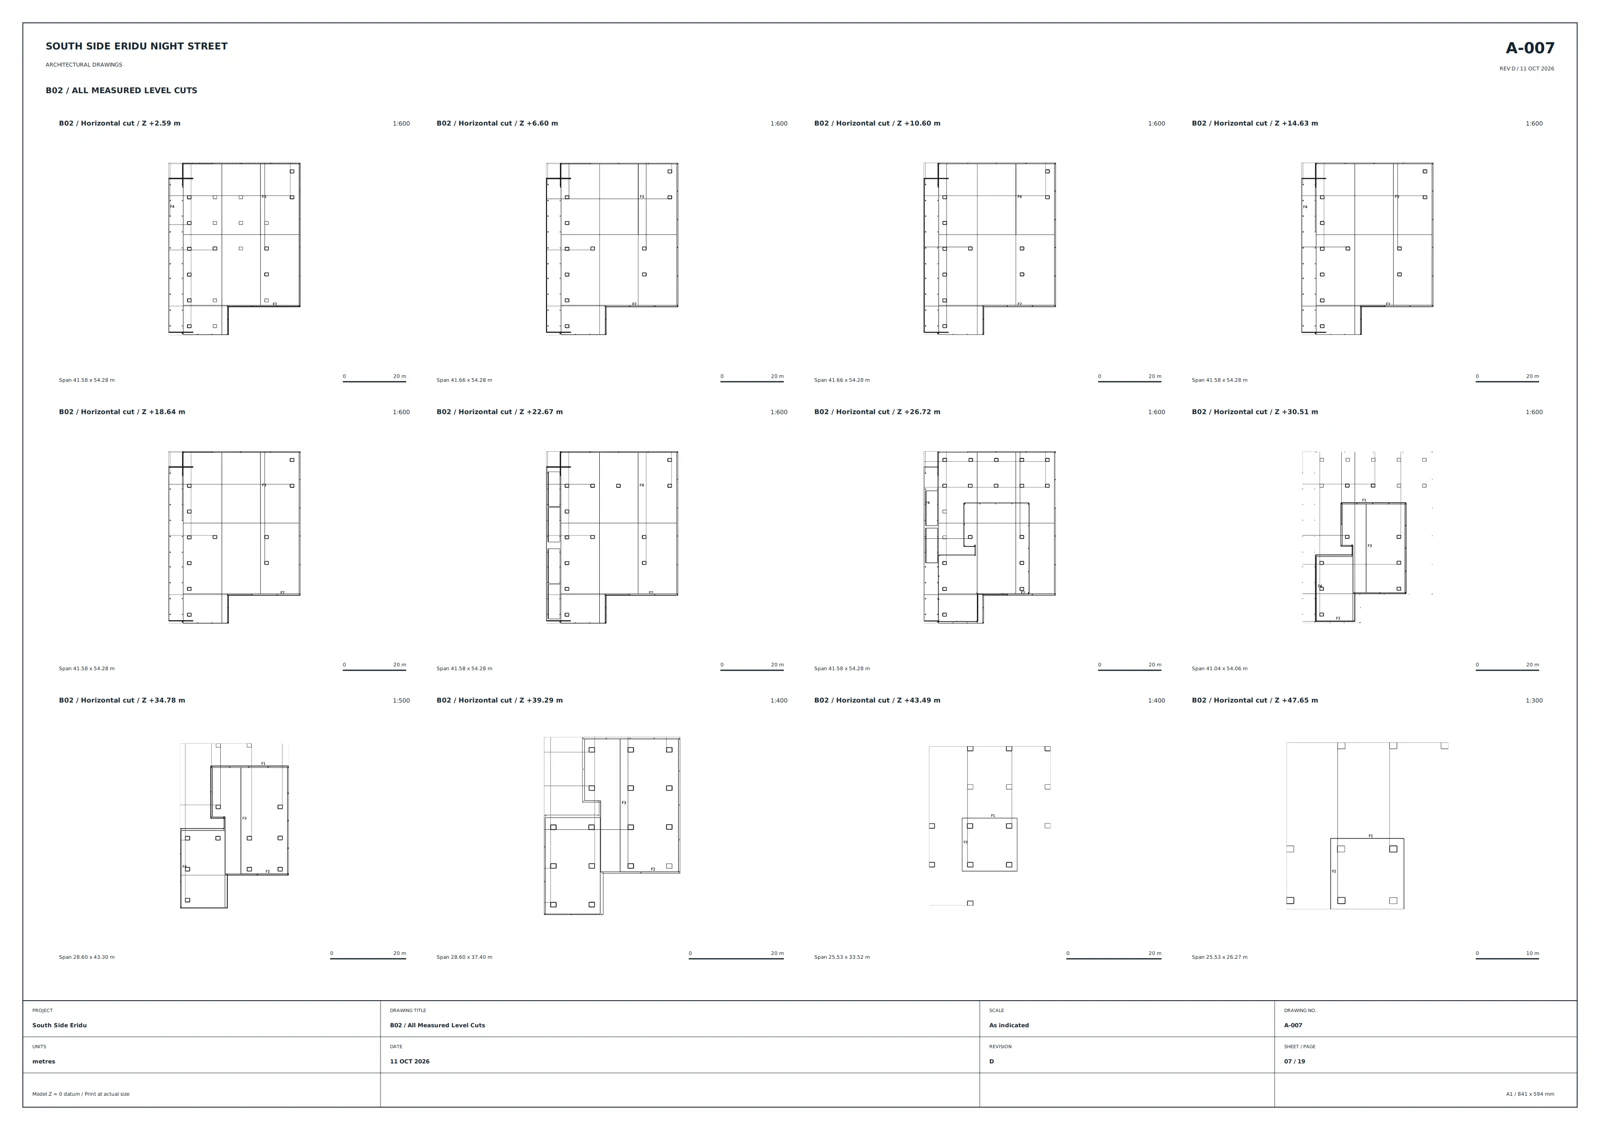 SOUTH SIDE ERIDU NIGHT STREET
A-007
ARCHITECTURAL DRAWINGS
REV D / 11 OCT 2026
B02 / ALL MEASURED LEVEL CUTS
B02 / Horizontal cut / Z +2.59 m 1:600
B02 / Horizontal cut / Z +6.60 m 1:600
B02 / Horizontal cut / Z +10.60 m 1:600
B02 / Horizontal cut / Z +14.63 m 1:600
Span 41.58 x 54.28 m 0 20 m
Span 41.66 x 54.28 m 0 20 m
Span 41.66 x 54.28 m 0 20 m
Span 41.58 x 54.28 m 0 20 m
B02 / Horizontal cut / Z +18.64 m 1:600
B02 / Horizontal cut / Z +22.67 m 1:600
B02 / Horizontal cut / Z +26.72 m 1:600
B02 / Horizontal cut / Z +30.51 m 1:600
F1
Span 41.58 x 54.28 m 0 20 m
Span 41.58 x 54.28 m 0 20 m
Span 41.58 x 54.28 m 0 20 m
Span 41.04 x 54.06 m 0 20 m
B02 / Horizontal cut / Z +34.78 m 1:500
B02 / Horizontal cut / Z +39.29 m 1:400
B02 / Horizontal cut / Z +43.49 m 1:400
B02 / Horizontal cut / Z +47.65 m 1:300
F1
F3
F2
F3
F2
F1
F2
F1
F2
Span 28.60 x 43.30 m 0 20 m
Span 28.60 x 37.40 m 0 20 m
Span 25.53 x 33.52 m 0 20 m
Span 25.53 x 26.27 m 0 10 m
PROJECT
South Side Eridu
DRAWING TITLE
B02 / All Measured Level Cuts
SCALE
As indicated
DRAWING NO.
A-007
UNITS
metres
DATE
11 OCT 2026
REVISION
D
SHEET / PAGE
07 / 19
Model Z = 0 datum / Print at actual size
A1 / 841 x 594 mm